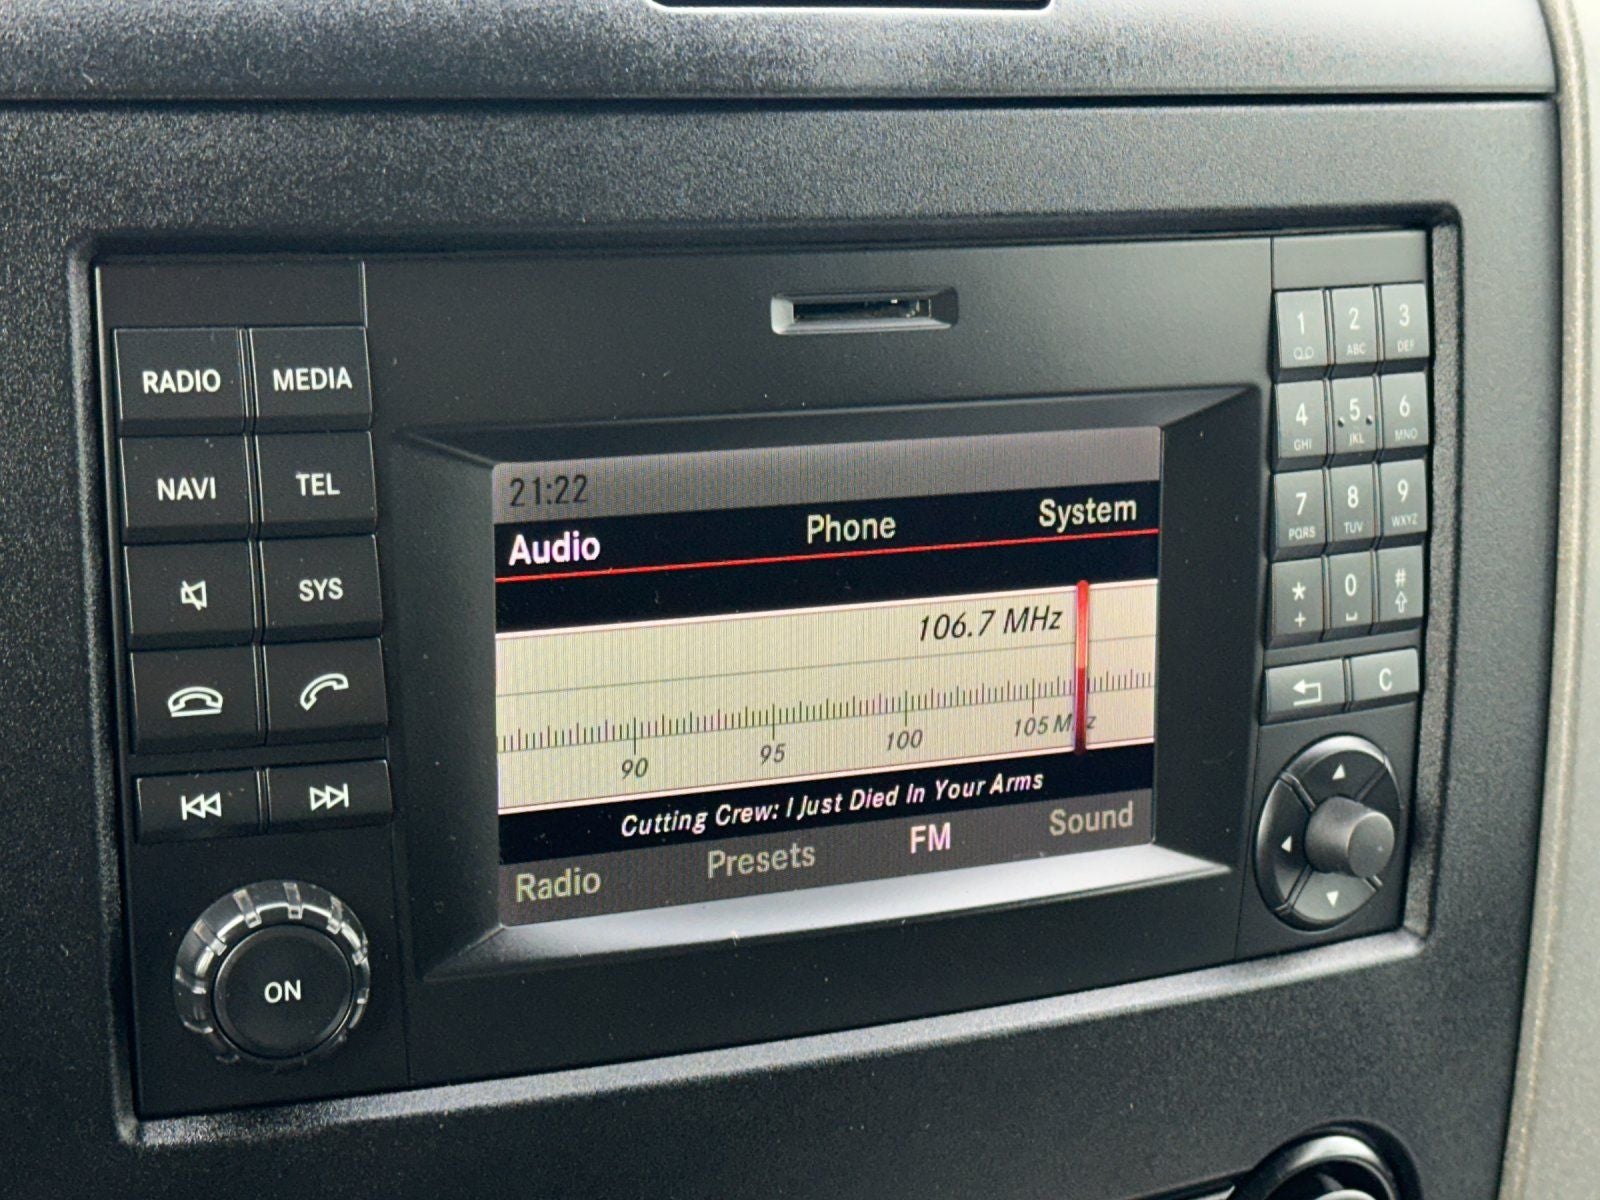 RADIO MEDIA
NAVI TEL
SYS
ON
21:22
Audio Phone System
106.7 MHz
90 95 100 105 M z
Cutting Crew: I Just Died In Your Arms
Radio Presets FM Sound
1 2 3
ABC DEF
4 5 6
GHI JKL MNO
7 8 9
PQRS TUV WXYZ
* 0 #
+
C